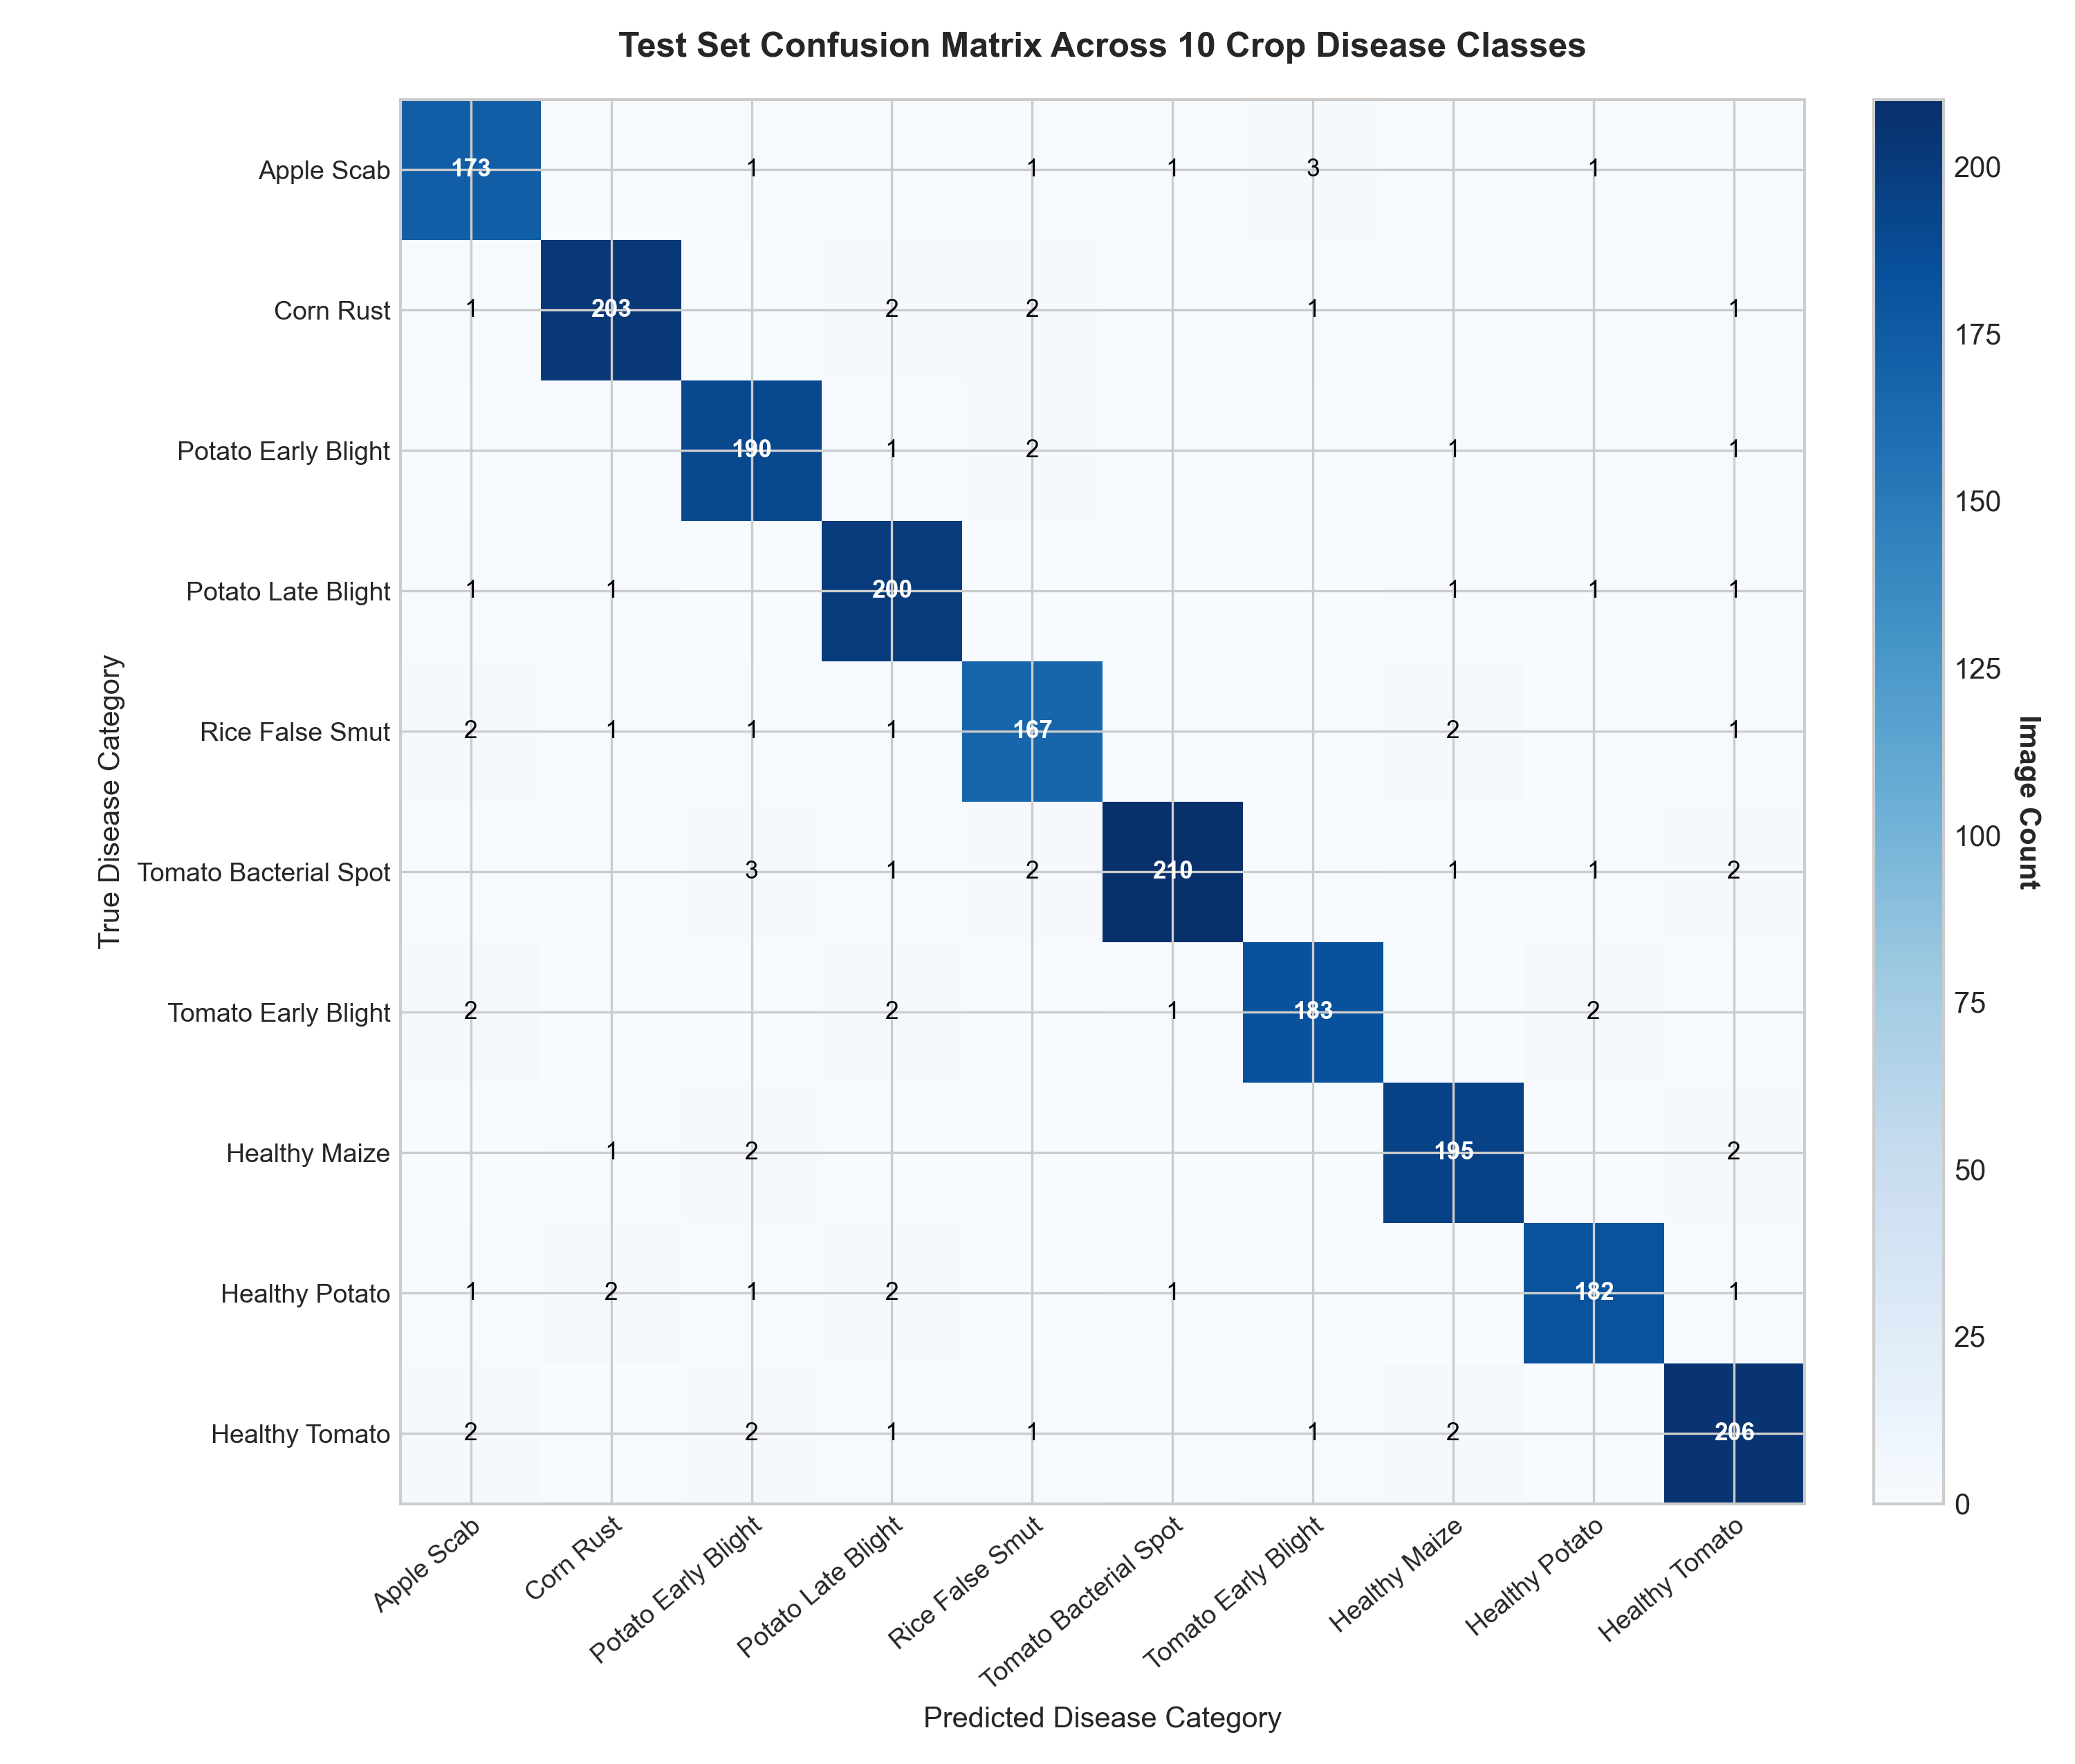 Test Set Confusion Matrix Across 10 Crop Disease Classes
True Disease Category
Apple Scab 173 1 1 1 3 1
Corn Rust 1 203 2 2 1 1
Potato Early Blight 190 1 2 1 1
Potato Late Blight 1 1 200 1 1 1
Rice False Smut 2 1 1 1 167 2 1
Tomato Bacterial Spot 3 1 2 210 1 1 2
Tomato Early Blight 2 2 1 183 2
Healthy Maize 1 2 195 2
Healthy Potato 1 2 1 2 1 182 1
Healthy Tomato 2 2 1 1 1 2 206
Apple Scab
Corn Rust
Potato Early Blight
Potato Late Blight
Rice False Smut
Tomato Bacterial Spot
Tomato Early Blight
Healthy Maize
Healthy Potato
Healthy Tomato
Predicted Disease Category
200
175
150
125
100
75
50
25
0
Image Count